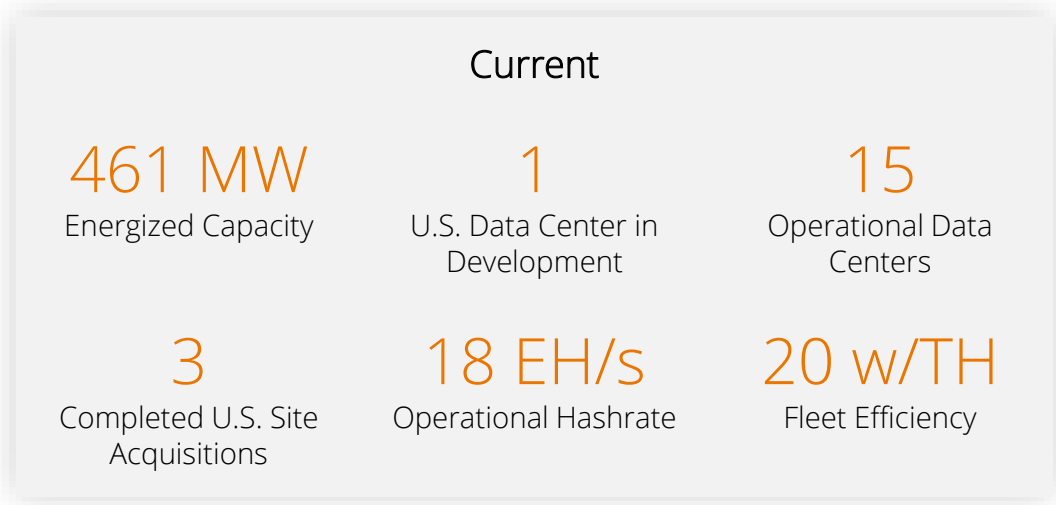 Current
461 MW
Energized Capacity
1
U.S. Data Center in
Development
15
Operational Data
Centers
3
Completed U.S. Site
Acquisitions
18 EH/s
Operational Hashrate
20 w/TH
Fleet Efficiency